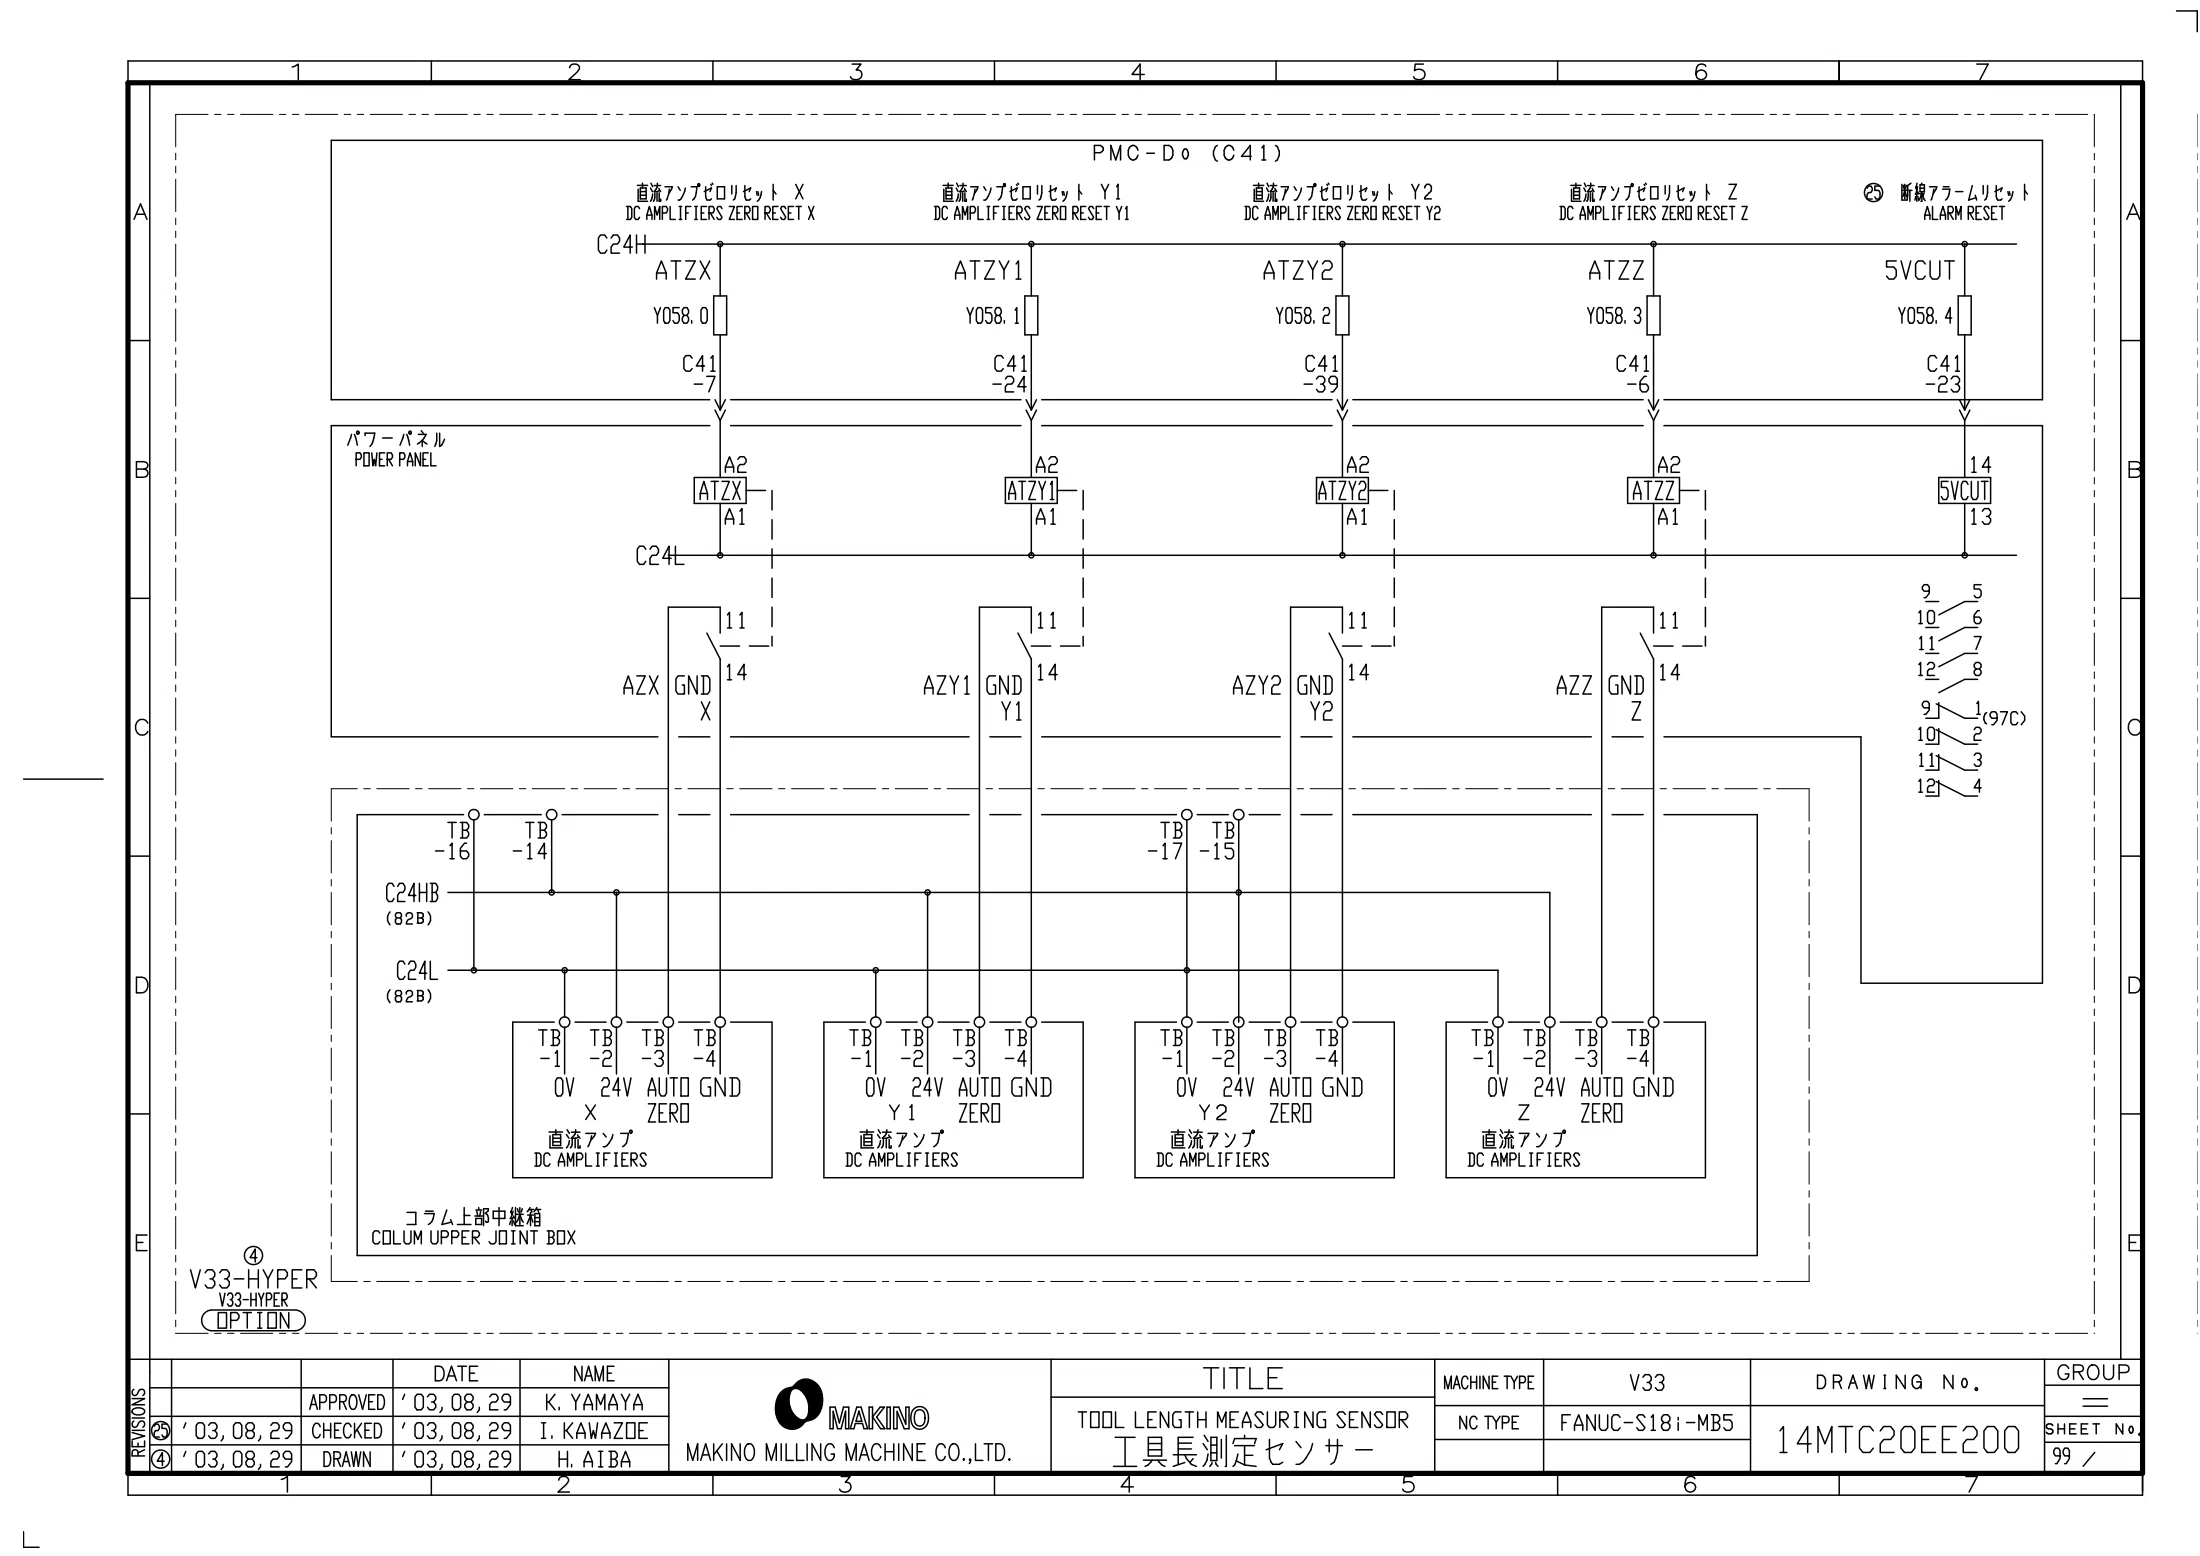 1 2 3 4 5 6 7
PMC-Do (C41)
直流アンプゼロリセット X 直流アンプゼロリセット Y1 直流アンプゼロリセット Y2 直流アンプゼロリセット Z ㉕ 断線アラームリセット
DC AMPLIFIERS ZERO RESET X DC AMPLIFIERS ZERO RESET Y1 DC AMPLIFIERS ZERO RESET Y2 DC AMPLIFIERS ZERO RESET Z ALARM RESET
A A
C24H
ATZX ATZY1 ATZY2 ATZZ 5VCUT
Y058.0 Y058.1 Y058.2 Y058.3 Y058.4
C41 C41 C41 C41 C41
-7 -24 -39 -6 -23
パワーパネル
POWER PANEL
B B
A2 A2 A2 A2 14
ATZX ATZY1 ATZY2 ATZZ 5VCUT
A1 A1 A1 A1 13
C24L
9 5
10 6
11 7
12 8
11 11 11 11
14 14 14 14
AZX GND AZY1 GND AZY2 GND AZZ GND
X Y1 Y2 Z
9 1 (97C)
10 2
11 3
12 4
C C
TB TB TB TB
-16 -14 -17 -15
C24HB
(82B)
C24L
(82B)
D D
TB TB TB TB TB TB TB TB TB TB TB TB TB TB TB TB
-1 -2 -3 -4 -1 -2 -3 -4 -1 -2 -3 -4 -1 -2 -3 -4
0V 24V AUTO GND 0V 24V AUTO GND 0V 24V AUTO GND 0V 24V AUTO GND
X ZERO Y1 ZERO Y2 ZERO Z ZERO
直流アンプ 直流アンプ 直流アンプ 直流アンプ
DC AMPLIFIERS DC AMPLIFIERS DC AMPLIFIERS DC AMPLIFIERS
コラム上部中継箱
COLUM UPPER JOINT BOX
E E
④
V33-HYPER
V33-HYPER
OPTION
REVISIONS
㉕ '03,08,29
④ '03,08,29
DATE NAME
APPROVED '03,08,29 K. YAMAYA
CHECKED '03,08,29 I. KAWAZOE
DRAWN '03,08,29 H. AIBA
MAKINO
MAKINO MILLING MACHINE CO.,LTD.
TITLE
TOOL LENGTH MEASURING SENSOR
工具長測定センサー
MACHINE TYPE V33
NC TYPE FANUC-S18i-MB5
DRAWING No.
14MTC20EE200
GROUP
=
SHEET No.
99 /
1 2 3 4 5 6 7